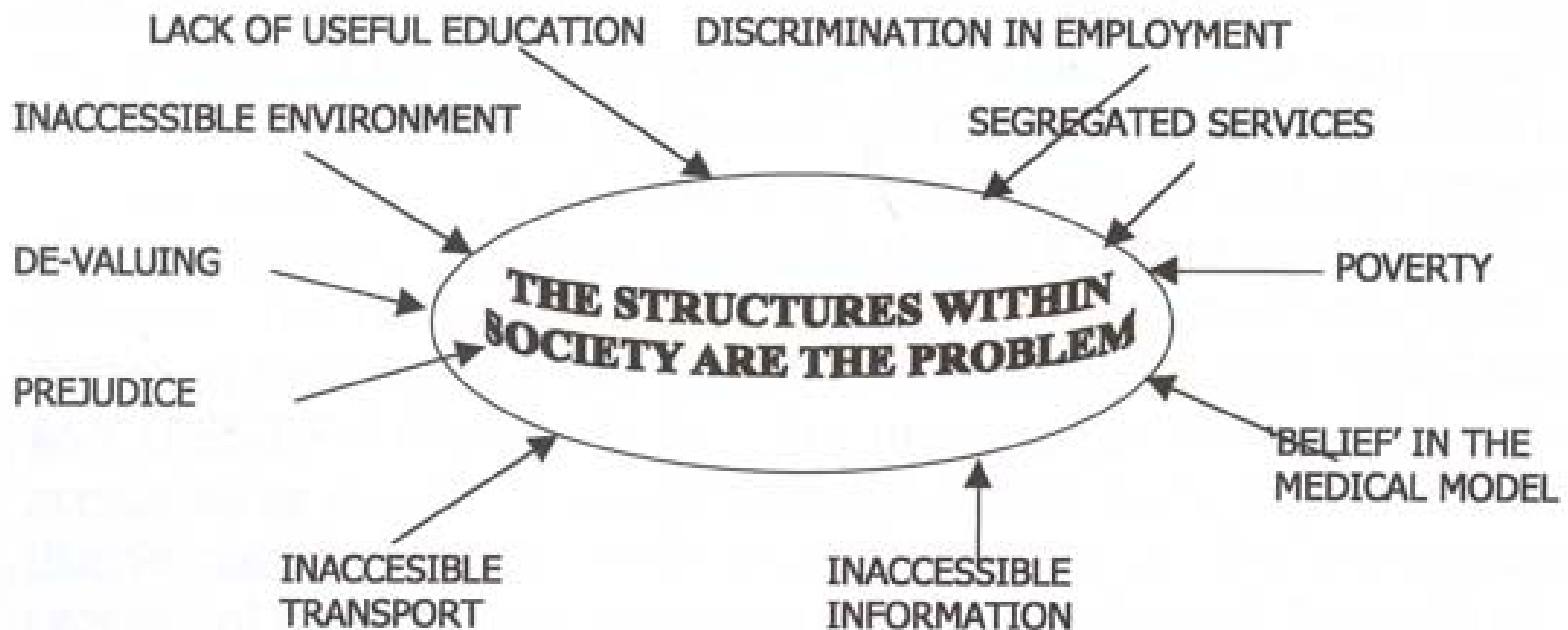 LACK OF USEFUL EDUCATION
DISCRIMINATION IN EMPLOYMENT
INACCESSIBLE ENVIRONMENT
SEGREGATED SERVICES
DE-VALUING
POVERTY
THE STRUCTURES WITHIN
SOCIETY ARE THE PROBLEM
PREJUDICE
'BELIEF' IN THE
MEDICAL MODEL
INACCESIBLE
TRANSPORT
INACCESSIBLE
INFORMATION